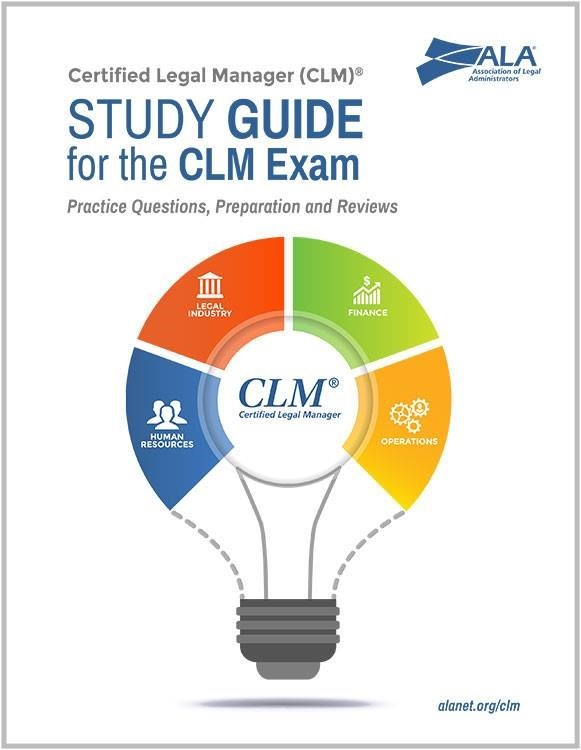 ALA®
Association of Legal
Administrators
Certified Legal Manager (CLM)®
STUDY GUIDE
for the CLM Exam
Practice Questions, Preparation and Reviews
LEGAL
INDUSTRY
$
FINANCE
CLM®
Certified Legal Manager
HUMAN
RESOURCES
OPERATIONS
alanet.org/clm